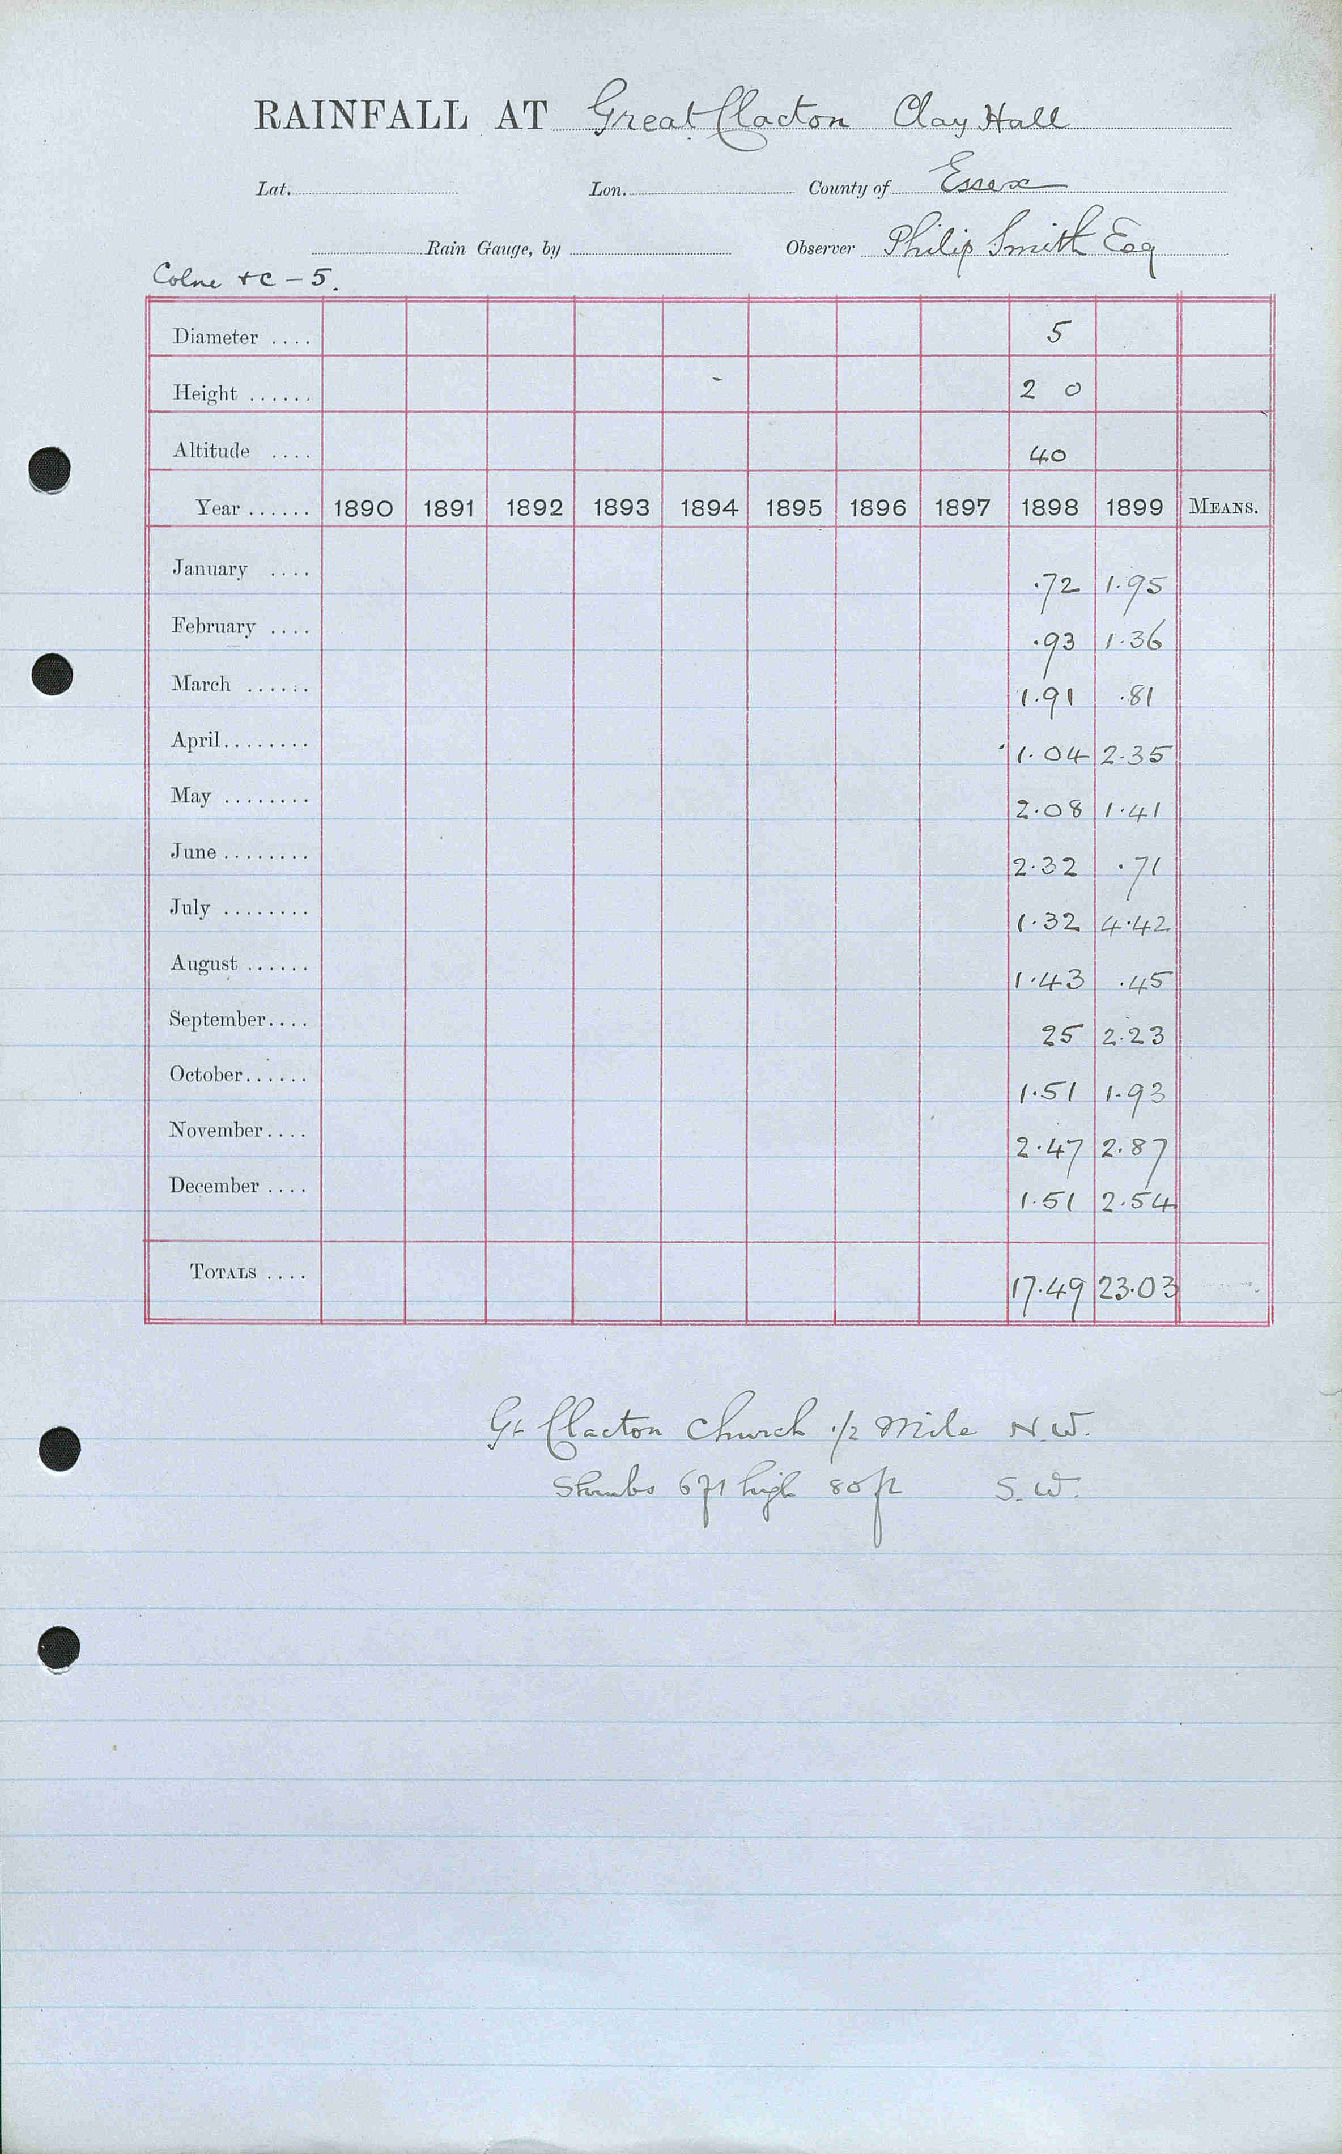 RAINFALL AT Great Clacton Clay Hall
Lat. Lon. County of Essex
Rain Gauge, by Observer Philip Smith Esq
Colne &c – 5.
Diameter .... 5
Height ...... 2 0
Altitude .... 40
Year ...... 1890 1891 1892 1893 1894 1895 1896 1897 1898 1899 MEANS.
January .... .72 1.95
February .... .93 1.36
March ...... 1.91 .81
April........ 1.04 2.35
May ........ 2.08 1.41
June ........ 2.32 .71
July ........ 1.32 4.42
August ...... 1.43 .45
September.... 25 2.23
October...... 1.51 1.93
November.... 2.47 2.87
December .... 1.51 2.54
TOTALS .... 17.49 23.03
Gt Clacton Church 1/2 Mile N.W.
Shrubs 6ft high 80ft S.W.